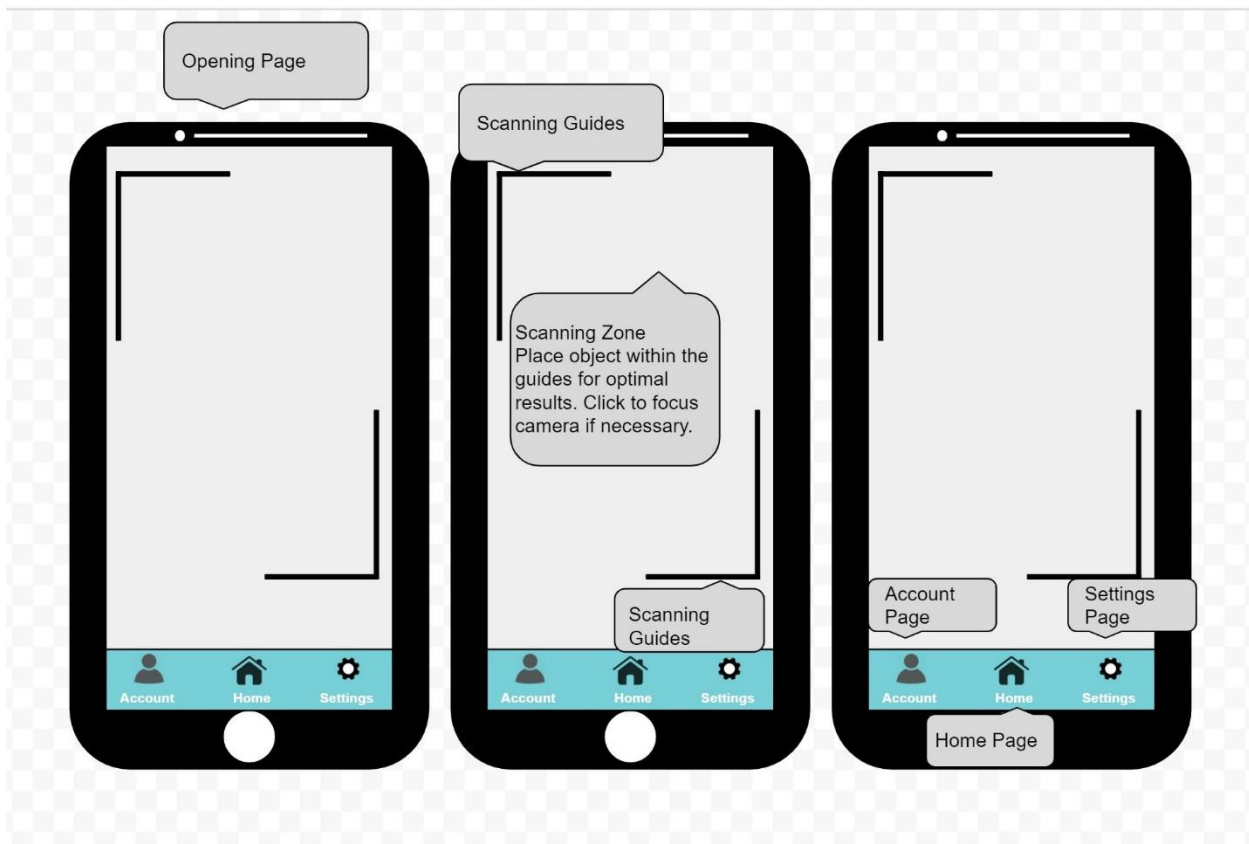 Opening Page
Scanning Guides
Scanning Zone
Place object within the
guides for optimal
results. Click to focus
camera if necessary.
Scanning
Guides
Account
Page
Settings
Page
Account
Home
Settings
Account
Home
Settings
Account
Home
Settings
Home Page